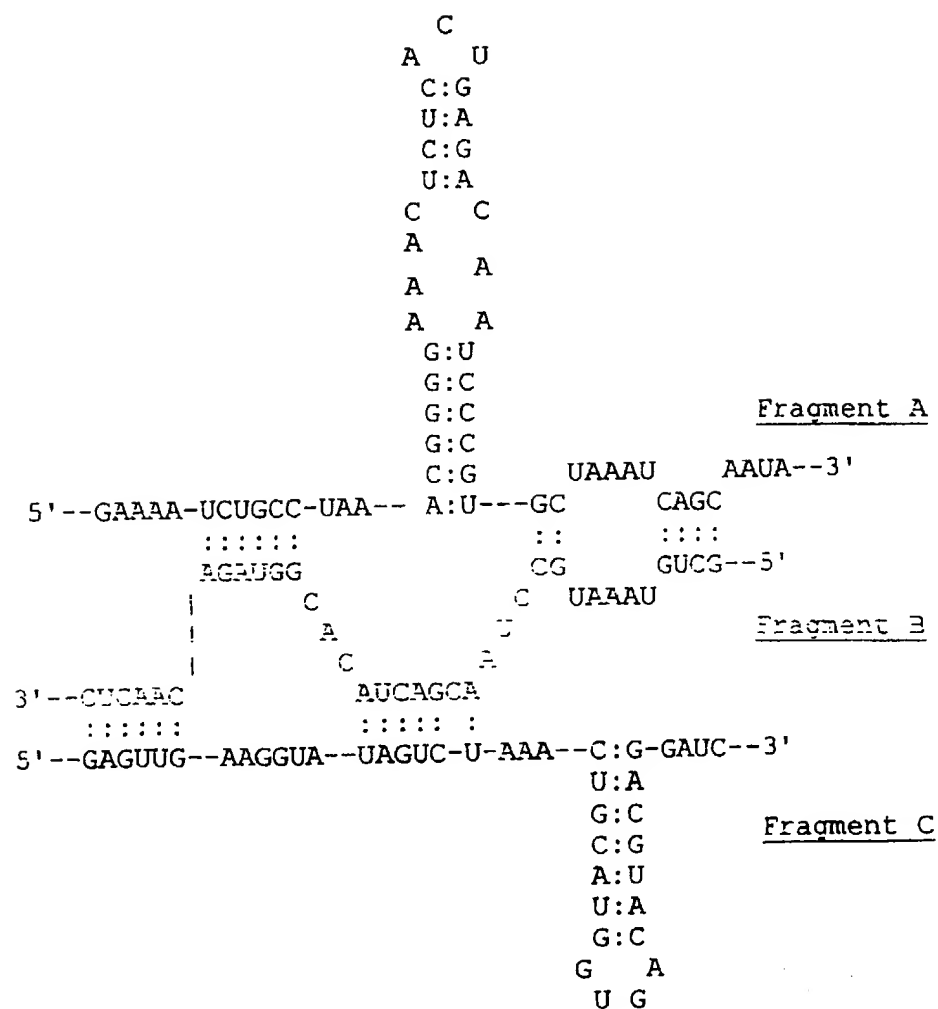 C
A U
C:G
U:A
C:G
U:A
C C
A
A
A
A A
G:U
G:C
G:C
G:C
Fragment A
C:G UAAAU AAUA--3'
5'--GAAAA-UCUGCC-UAA-- A:U---GC CAGC
:::::: :: ::::
AGAUGG CG GUCG--5'
C C UAAAU
A U Fragment B
C A
3'--CUCAAC AUCAGCA
:::::: ::::: :
5'--GAGUUG--AAGGUA--UAGUC-U-AAA--C:G-GAUC--3'
U:A
G:C Fragment C
C:G
A:U
U:A
G:C
G A
U G